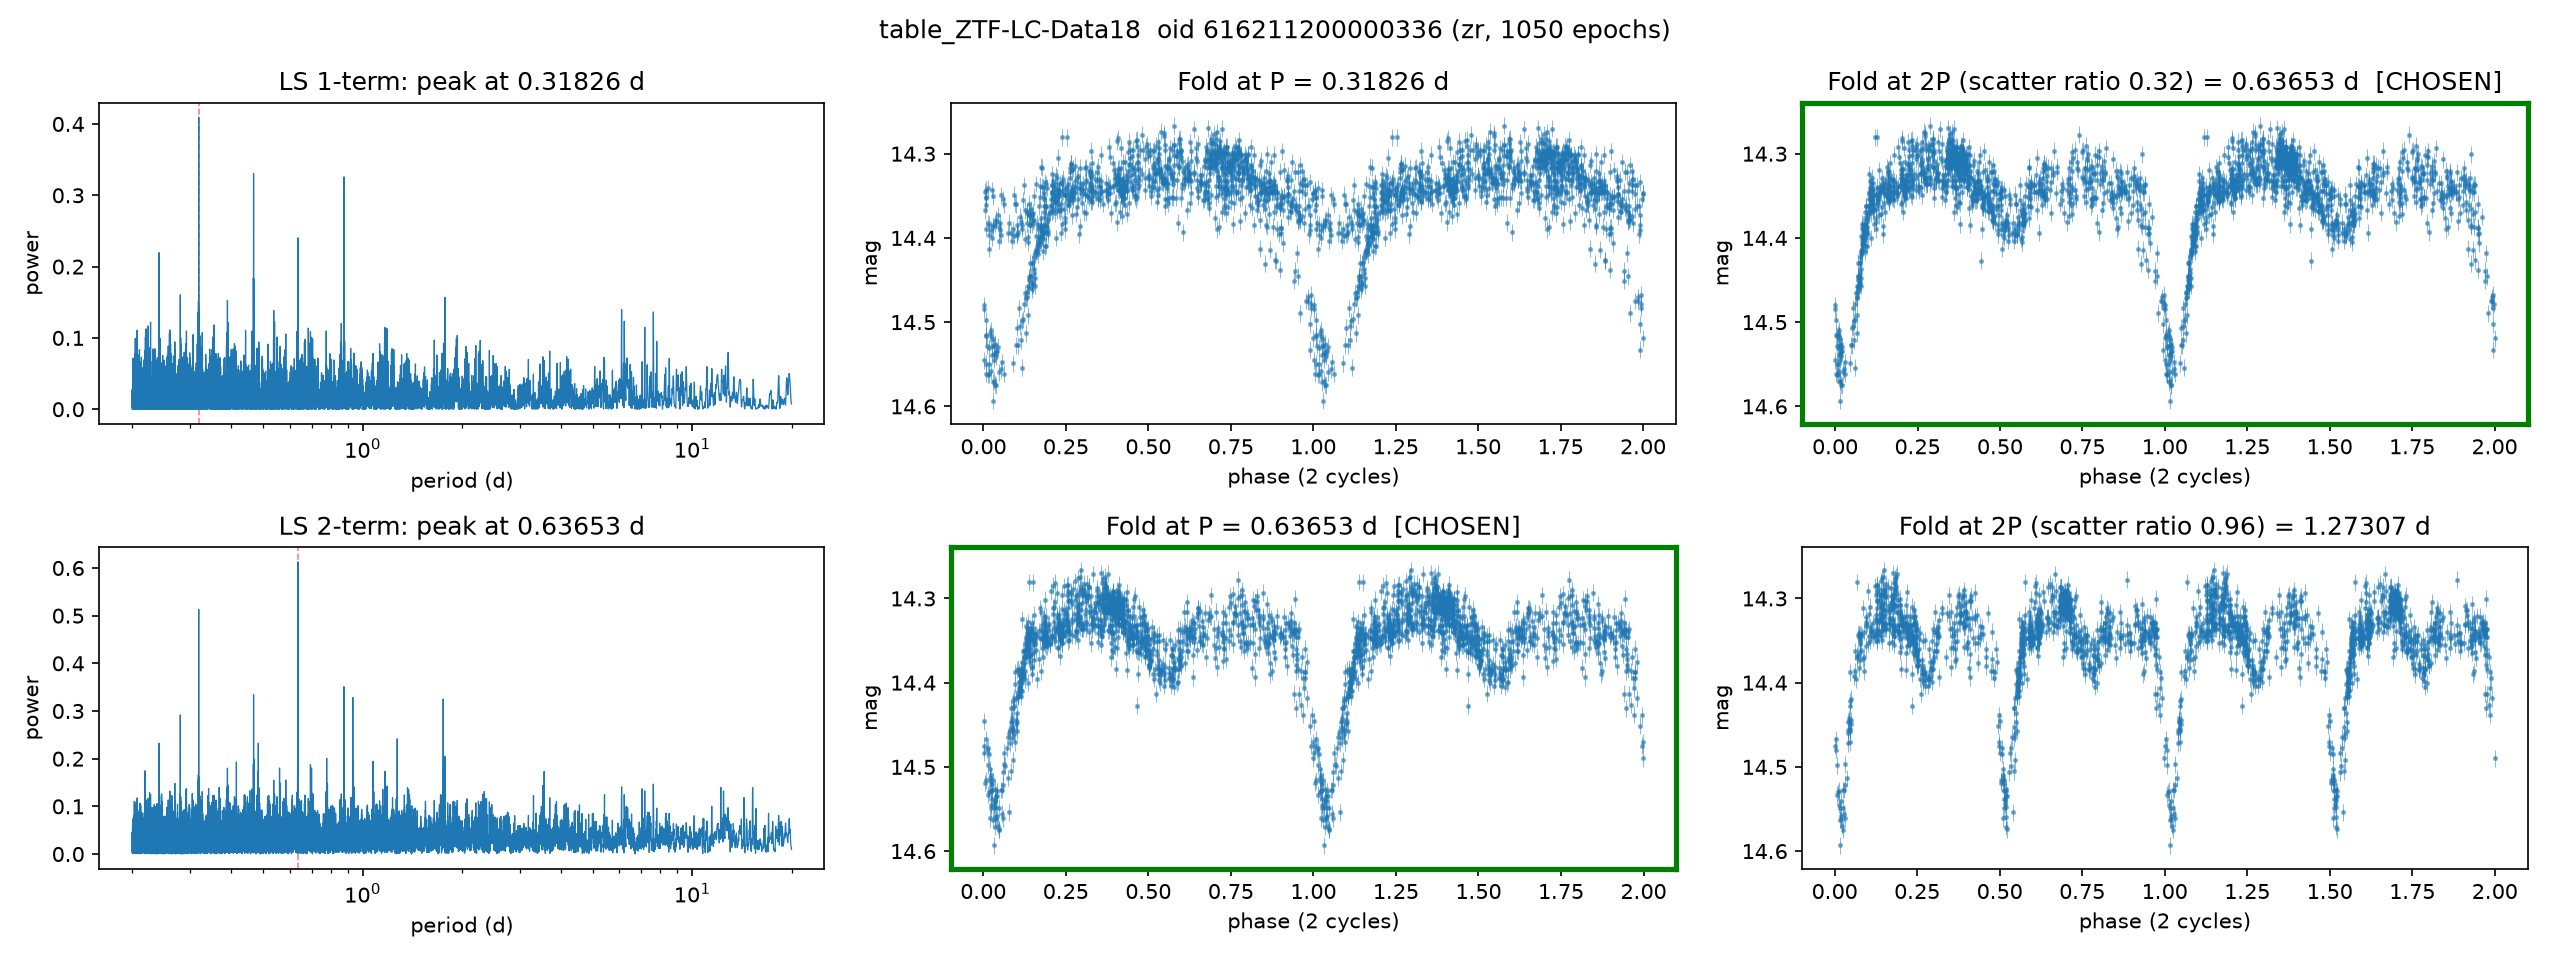 table_ZTF-LC-Data18  oid 616211200000336 (zr, 1050 epochs)
LS 1-term: peak at 0.31826 d
power
0.4
0.3
0.2
0.1
0.0
10⁰
10¹
period (d)
Fold at P = 0.31826 d
mag
14.3
14.4
14.5
14.6
0.00 0.25 0.50 0.75 1.00 1.25 1.50 1.75 2.00
phase (2 cycles)
Fold at 2P (scatter ratio 0.32) = 0.63653 d  [CHOSEN]
mag
14.3
14.4
14.5
14.6
0.00 0.25 0.50 0.75 1.00 1.25 1.50 1.75 2.00
phase (2 cycles)
LS 2-term: peak at 0.63653 d
power
0.6
0.5
0.4
0.3
0.2
0.1
0.0
10⁰
10¹
period (d)
Fold at P = 0.63653 d  [CHOSEN]
mag
14.3
14.4
14.5
14.6
0.00 0.25 0.50 0.75 1.00 1.25 1.50 1.75 2.00
phase (2 cycles)
Fold at 2P (scatter ratio 0.96) = 1.27307 d
mag
14.3
14.4
14.5
14.6
0.00 0.25 0.50 0.75 1.00 1.25 1.50 1.75 2.00
phase (2 cycles)